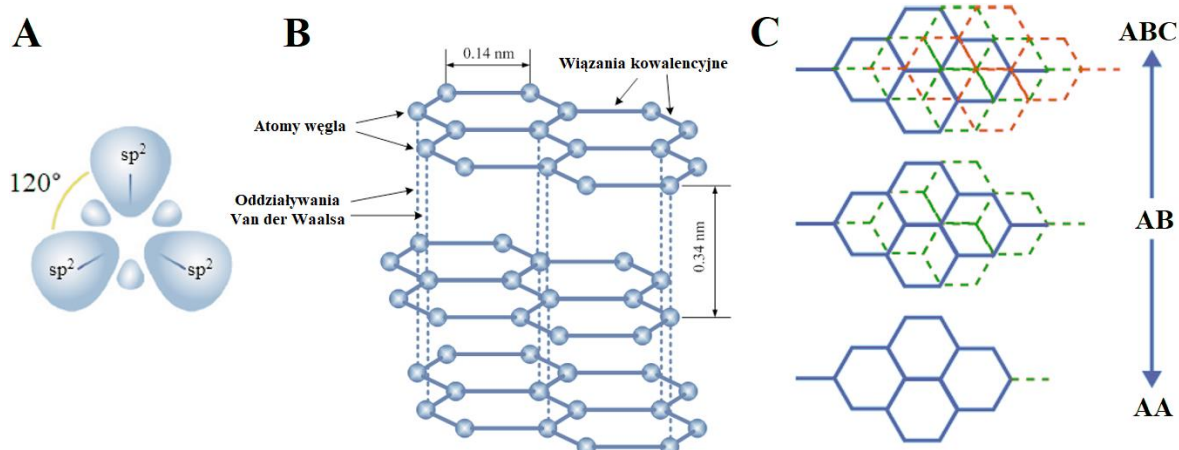 A
sp2
120°
sp2
sp2
B
0.14 nm
Wiązania kowalencyjne
Atomy węgla
Oddziaływania
Van der Waalsa
0.34 nm
C
ABC
AB
AA